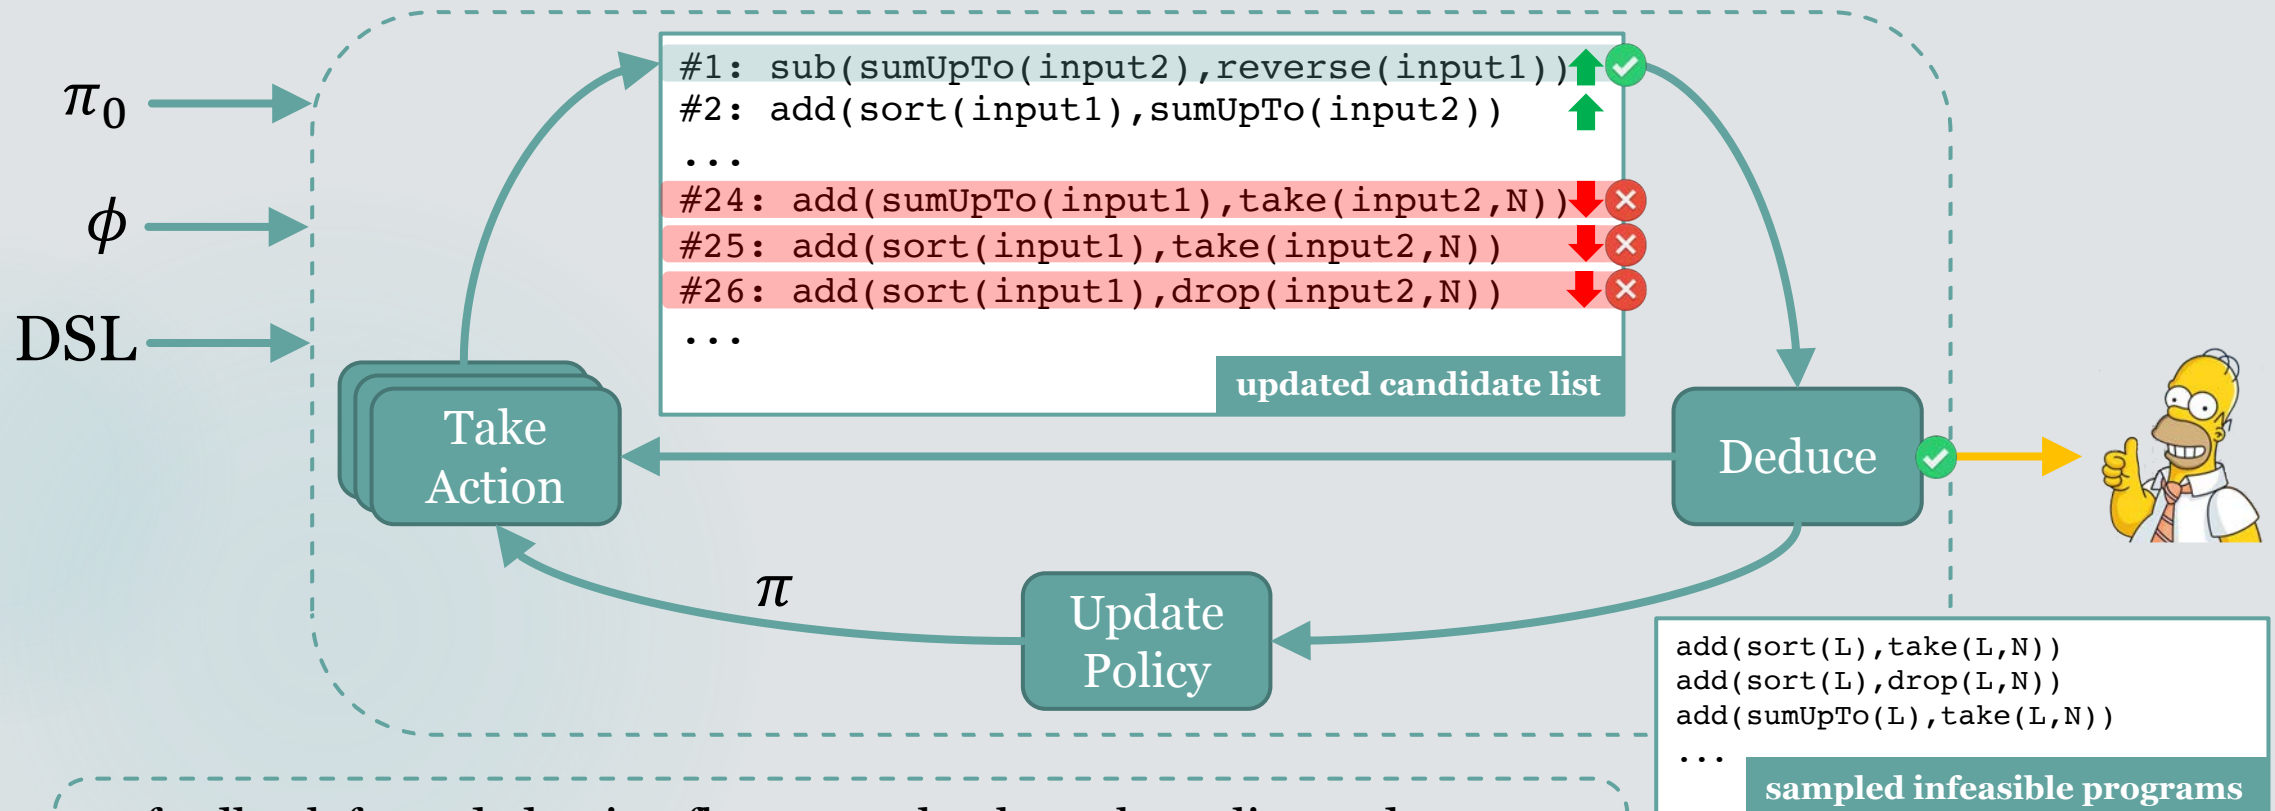 π0
ϕ
DSL
#1: sub(sumUpTo(input2),reverse(input1))
#2: add(sort(input1),sumUpTo(input2))
...
#24: add(sumUpTo(input1),take(input2,N))
#25: add(sort(input1),take(input2,N))
#26: add(sort(input1),drop(input2,N))
...
updated candidate list
Take
Action
Deduce
π
Update
Policy
add(sort(L),take(L,N))
add(sort(L),drop(L,N))
add(sumUpTo(L),take(L,N))
...
sampled infeasible programs